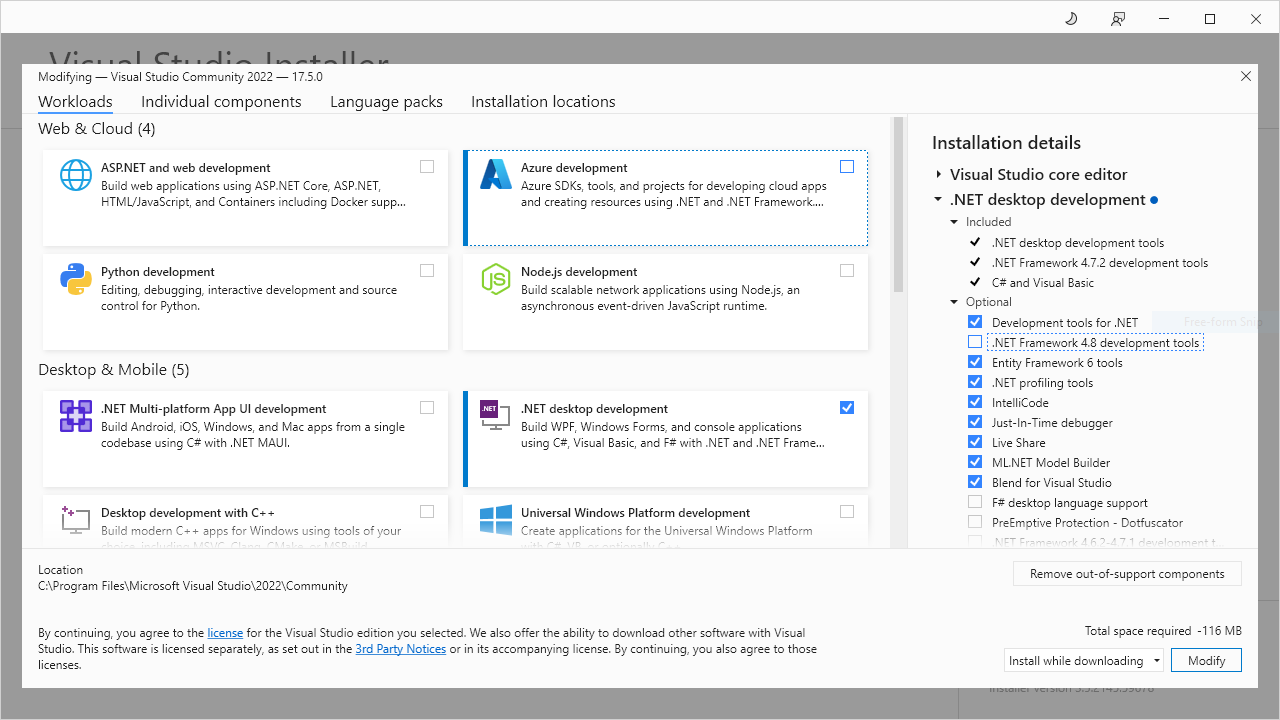 Visual Studio Installer
Modifying — Visual Studio Community 2022 — 17.5.0
Workloads
Individual components
Language packs
Installation locations
Web & Cloud (4)
ASP.NET and web development
Build web applications using ASP.NET Core, ASP.NET,
HTML/JavaScript, and Containers including Docker supp...
Azure development
Azure SDKs, tools, and projects for developing cloud apps
and creating resources using .NET and .NET Framework....
Python development
Editing, debugging, interactive development and source
control for Python.
Node.js development
Build scalable network applications using Node.js, an
asynchronous event-driven JavaScript runtime.
JS
Desktop & Mobile (5)
.NET Multi-platform App UI development
Build Android, iOS, Windows, and Mac apps from a single
codebase using C# with .NET MAUI.
.NET
.NET desktop development
Build WPF, Windows Forms, and console applications
using C#, Visual Basic, and F# with .NET and .NET Frame...
Desktop development with C++
Build modern C++ apps for Windows using tools of your
choice, including MSVC, Clang, CMake, or MSBuild.
Universal Windows Platform development
Create applications for the Universal Windows Platform
with C#, VB, or optionally C++.
Installation details
Visual Studio core editor
.NET desktop development
Included
.NET desktop development tools
.NET Framework 4.7.2 development tools
C# and Visual Basic
Optional
Development tools for .NET
Free-form Snip
.NET Framework 4.8 development tools
Entity Framework 6 tools
.NET profiling tools
IntelliCode
Just-In-Time debugger
Live Share
ML.NET Model Builder
Blend for Visual Studio
F# desktop language support
PreEmptive Protection - Dotfuscator
.NET Framework 4.6.2-4.7.1 development t...
Location
C:\Program Files\Microsoft Visual Studio\2022\Community
Remove out-of-support components
By continuing, you agree to the license for the Visual Studio edition you selected. We also offer the ability to download other software with Visual
Studio. This software is licensed separately, as set out in the 3rd Party Notices or in its accompanying license. By continuing, you also agree to those
licenses.
Total space required -116 MB
Install while downloading
Modify